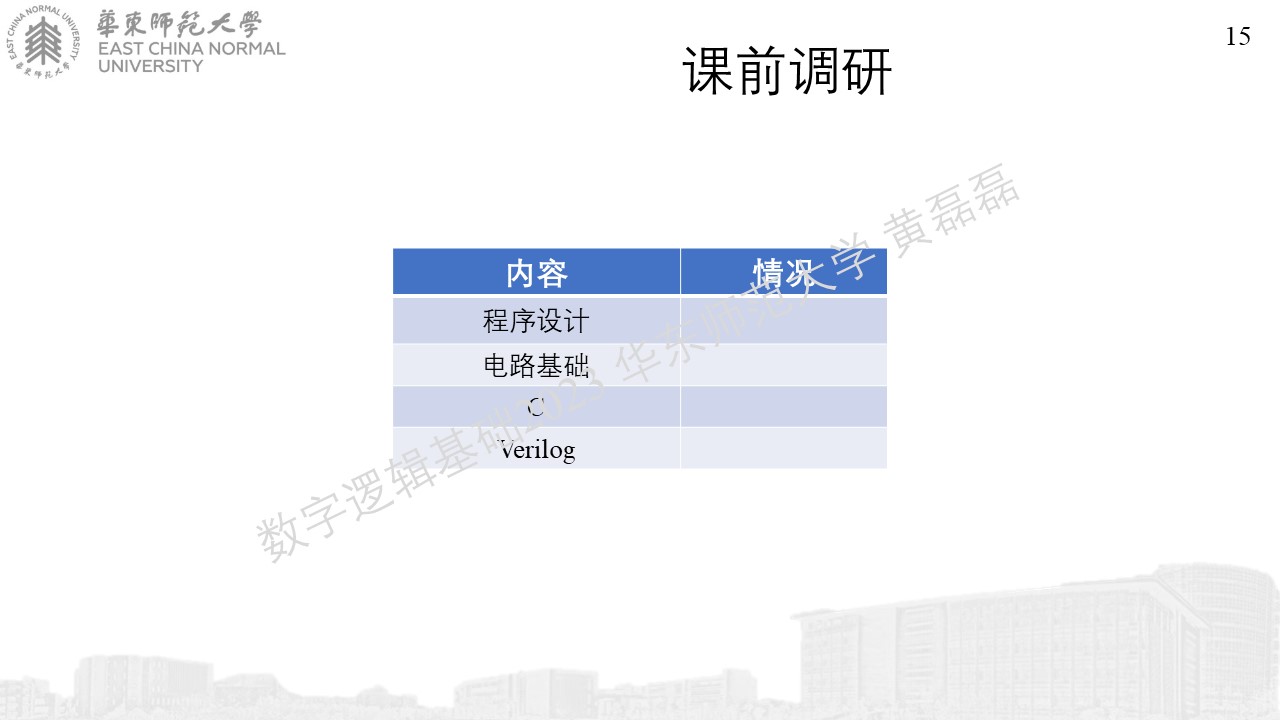 EAST CHINA NORMAL UNIVERSITY
華東師范大學
華東師范大學
EAST CHINA NORMAL
UNIVERSITY
15
课前调研
内容 情况
程序设计
电路基础
C
Verilog
数字逻辑基础2023 华东师范大学 黄磊磊